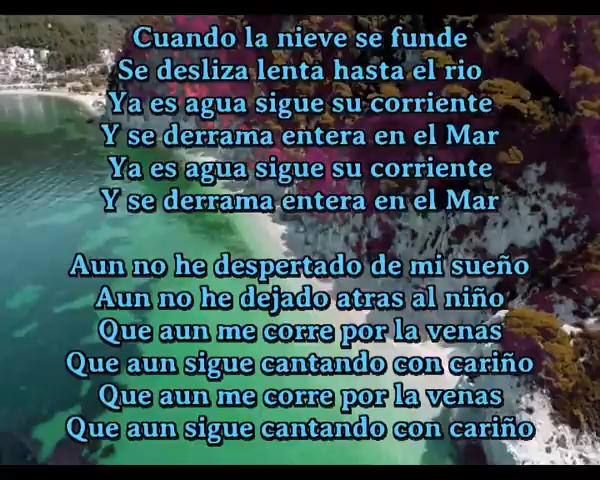 Cuando la nieve se funde
Se desliza lenta hasta el rio
Ya es agua sigue su corriente
Y se derrama entera en el Mar
Ya es agua sigue su corriente
Y se derrama entera en el Mar
Aun no he despertado de mi sueño
Aun no he dejado atras al niño
Que aun me corre por la venas
Que aun sigue cantando con cariño
Que aun me corre por la venas
Que aun sigue cantando con cariño